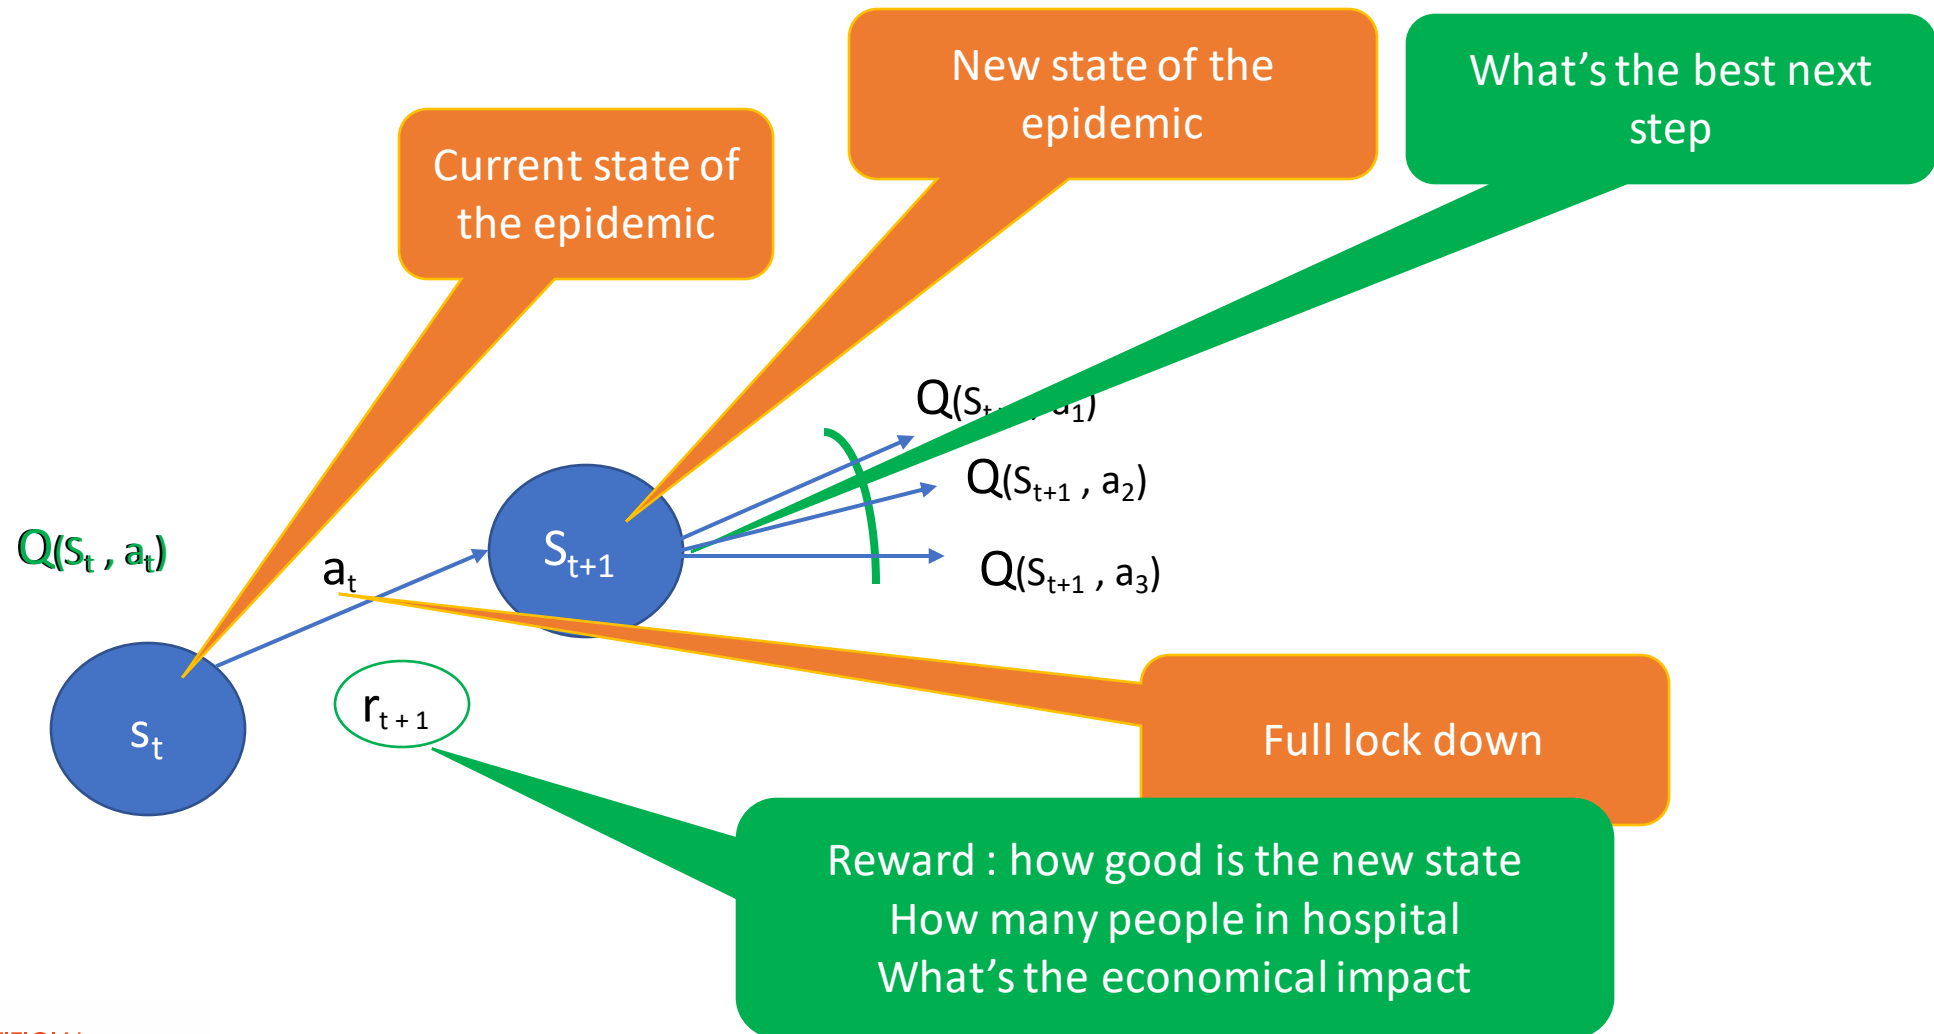 New state of the
epidemic
What's the best next
step
Current state of
the epidemic
Q(S a₁)
Q(Sₜ₊₁ , a₂)
Q(Sₜ , aₜ)
aₜ
Sₜ₊₁
Q(Sₜ₊₁ , a₃)
rₜ₊₁
sₜ
Full lock down
Reward : how good is the new state
How many people in hospital
What's the economical impact